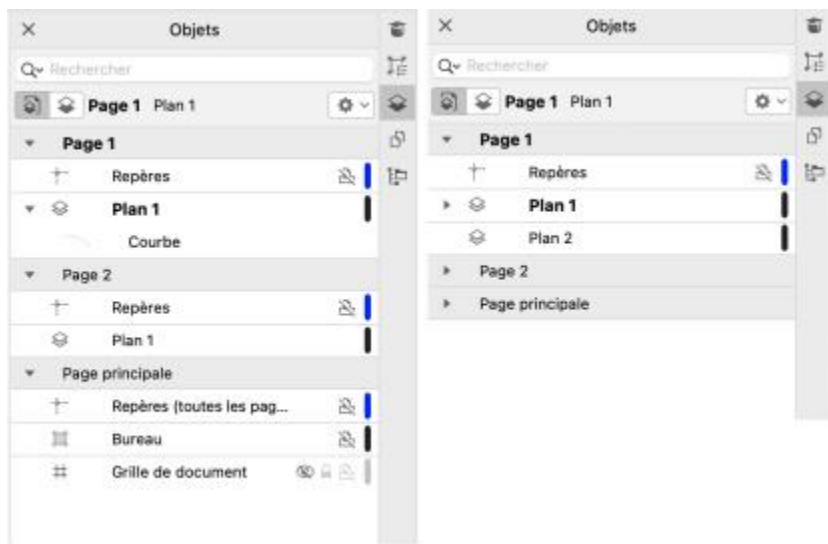 Objets
Rechercher
Page 1 Plan 1
Page 1
Repères
Plan 1
Courbe
Page 2
Repères
Plan 1
Page principale
Repères (toutes les pag...
Bureau
Grille de document
Objets
Rechercher
Page 1 Plan 1
Page 1
Repères
Plan 1
Plan 2
Page 2
Page principale